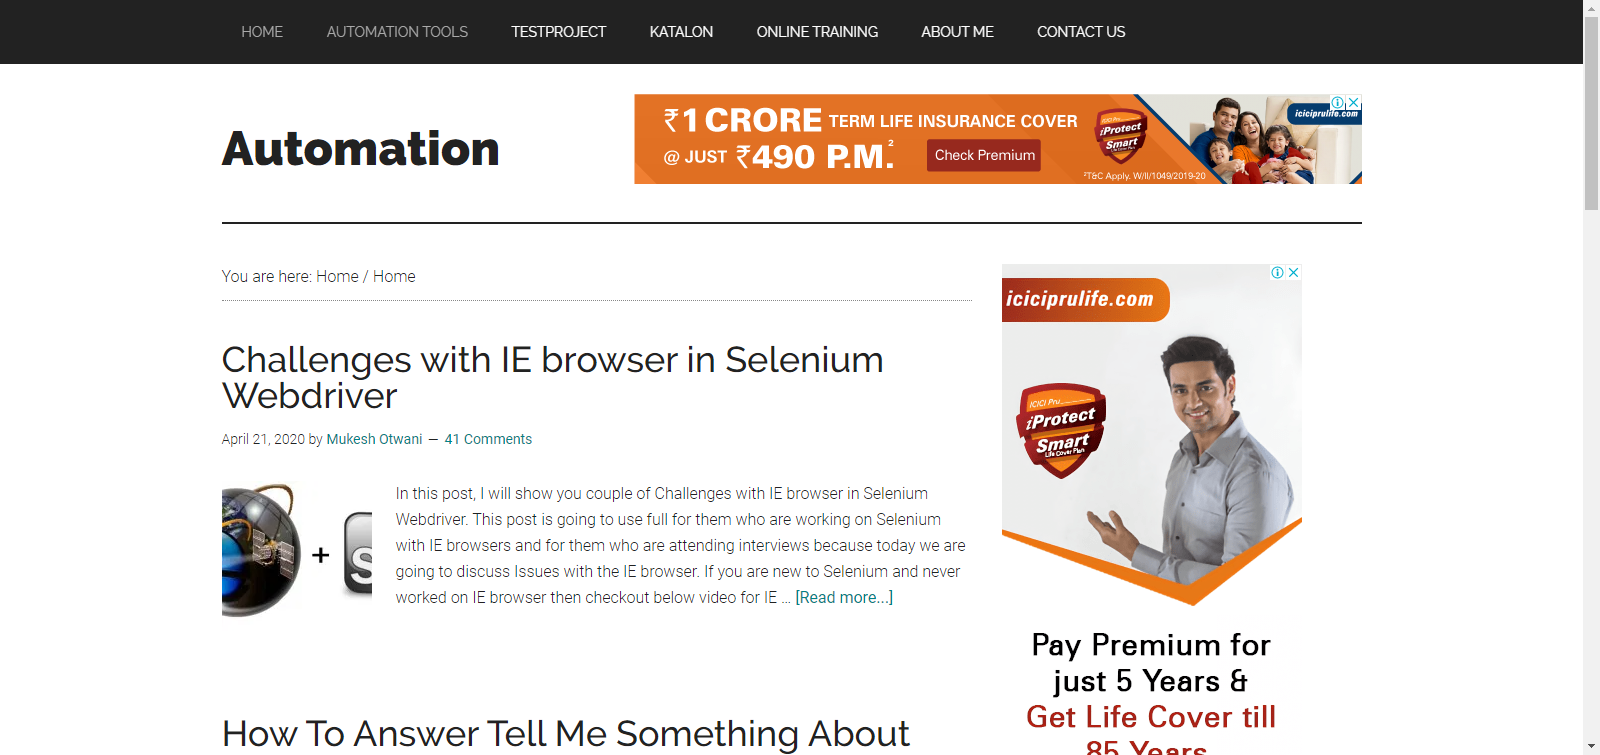 HOME AUTOMATION TOOLS TESTPROJECT KATALON ONLINE TRAINING ABOUT ME CONTACT US
Automation
₹1 CRORE TERM LIFE INSURANCE COVER
@ JUST ₹490 P.M.2
Check Premium
ICICI Pru
iProtect
Smart
Life Cover Plan
iciciprulife.com
2T&C Apply. W/II/1049/2019-20
You are here: Home / Home
Challenges with IE browser in Selenium
Webdriver
April 21, 2020 by Mukesh Otwani — 41 Comments
In this post, I will show you couple of Challenges with IE browser in Selenium
Webdriver. This post is going to use full for them who are working on Selenium
with IE browsers and for them who are attending interviews because today we are
going to discuss Issues with the IE browser. If you are new to Selenium and never
worked on IE browser then checkout below video for IE ... [Read more...]
+ S
How To Answer Tell Me Something About
iciciprulife.com
ICICI Pru
iProtect
Smart
Life Cover Plan
Pay Premium for
just 5 Years &
Get Life Cover till
85 Years